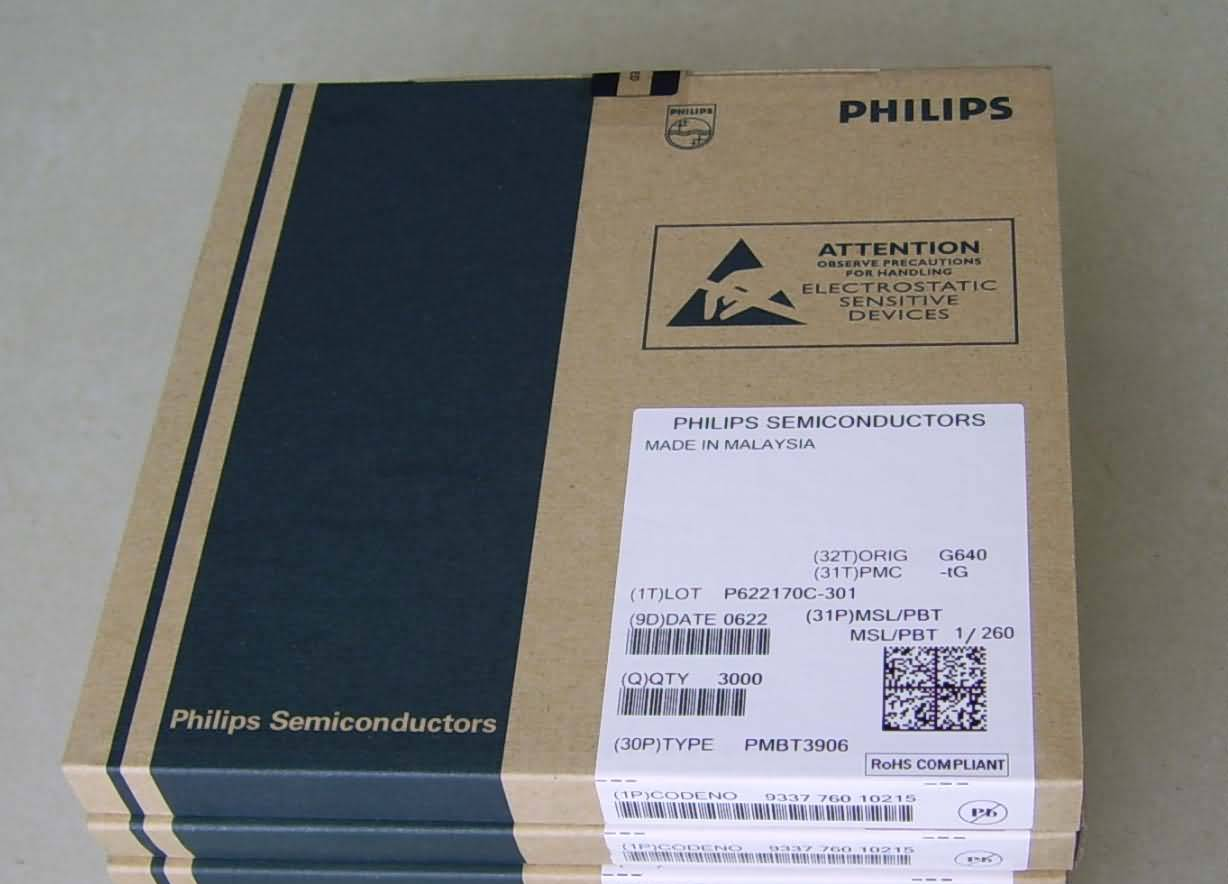 PHILIPS
PHILIPS
ATTENTION
OBSERVE PRECAUTIONS
FOR HANDLING
ELECTROSTATIC
SENSITIVE
DEVICES
PHILIPS SEMICONDUCTORS
MADE IN MALAYSIA
(32T)ORIG G640
(31T)PMC -tG
(1T)LOT P622170C-301
(9D)DATE 0622 (31P)MSL/PBT
MSL/PBT 1/260
(Q)QTY 3000
Philips Semiconductors
(30P)TYPE PMBT3906
RoHS COMPLIANT
(1P)CODENO 9337 760 10215
Pb
(1P)CODENO 9337 760 10215
Pb